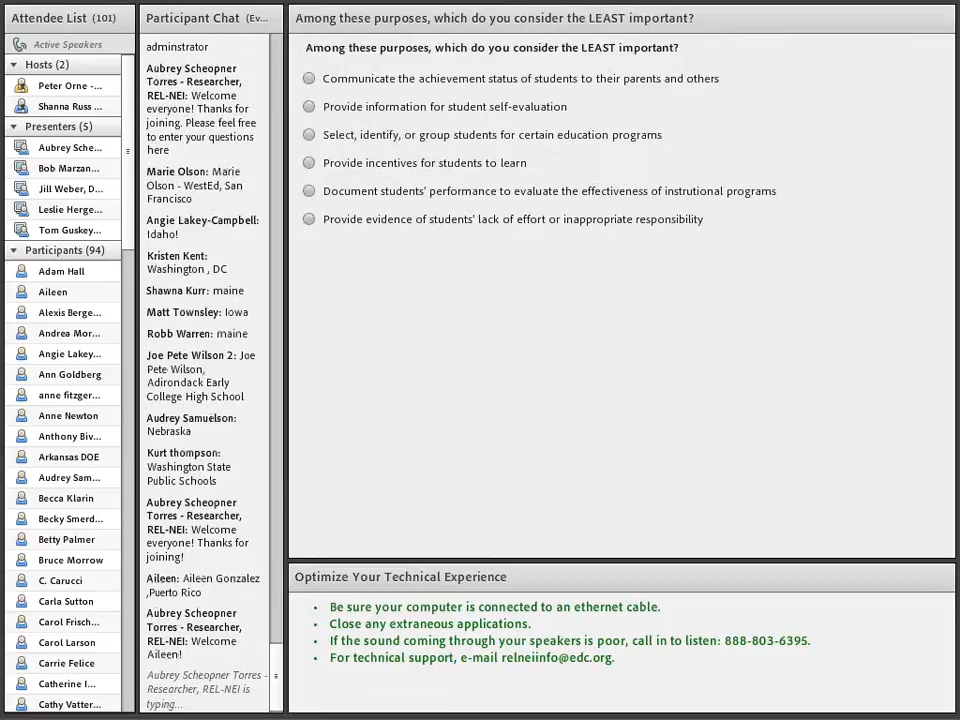 Attendee List (101)
Active Speakers
Hosts (2)
Peter Orne -...
Shanna Russ ...
Presenters (5)
Aubrey Sche...
Bob Marzan...
Jill Weber, D...
Leslie Herge...
Tom Guskey...
Participants (94)
Adam Hall
Aileen
Alexis Berge...
Andrea Mor...
Angie Lakey...
Ann Goldberg
anne fitzger...
Anne Newton
Anthony Biv...
Arkansas DOE
Audrey Sam...
Becca Klarin
Becky Smerd...
Betty Palmer
Bruce Morrow
C. Carucci
Carla Sutton
Carol Frisch...
Carol Larson
Carrie Felice
Catherine I...
Cathy Vatter...
Participant Chat (Ev...
adminstrator
Aubrey Scheopner
Torres - Researcher,
REL-NEI: Welcome
everyone! Thanks for
joining. Please feel free
to enter your questions
here
Marie Olson: Marie
Olson - WestEd, San
Francisco
Angie Lakey-Campbell:
Idaho!
Kristen Kent:
Washington , DC
Shawna Kurr: maine
Matt Townsley: Iowa
Robb Warren: maine
Joe Pete Wilson 2: Joe
Pete Wilson,
Adirondack Early
College High School
Audrey Samuelson:
Nebraska
Kurt thompson:
Washington State
Public Schools
Aubrey Scheopner
Torres - Researcher,
REL-NEI: Welcome
everyone! Thanks for
joining!
Aileen: Aileen Gonzalez
,Puerto Rico
Aubrey Scheopner
Torres - Researcher,
REL-NEI: Welcome
Aileen!
Aubrey Scheopner Torres -
Researcher, REL-NEI is
typing...
Among these purposes, which do you consider the LEAST important?
Among these purposes, which do you consider the LEAST important?
Communicate the achievement status of students to their parents and others
Provide information for student self-evaluation
Select, identify, or group students for certain education programs
Provide incentives for students to learn
Document students' performance to evaluate the effectiveness of instrutional programs
Provide evidence of students' lack of effort or inappropriate responsibility
Optimize Your Technical Experience
• Be sure your computer is connected to an ethernet cable.
• Close any extraneous applications.
• If the sound coming through your speakers is poor, call in to listen: 888-803-6395.
• For technical support, e-mail relneiinfo@edc.org.